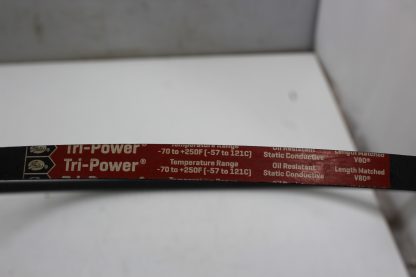 Tri-Power® Temperature Range Oil Resistant Length Matched
-70 to +250F (-57 to 121C) Static Conductive V80®
Tri-Power® Temperature Range Oil Resistant Length Matched
-70 to +250F (-57 to 121C) Static Conductive V80®